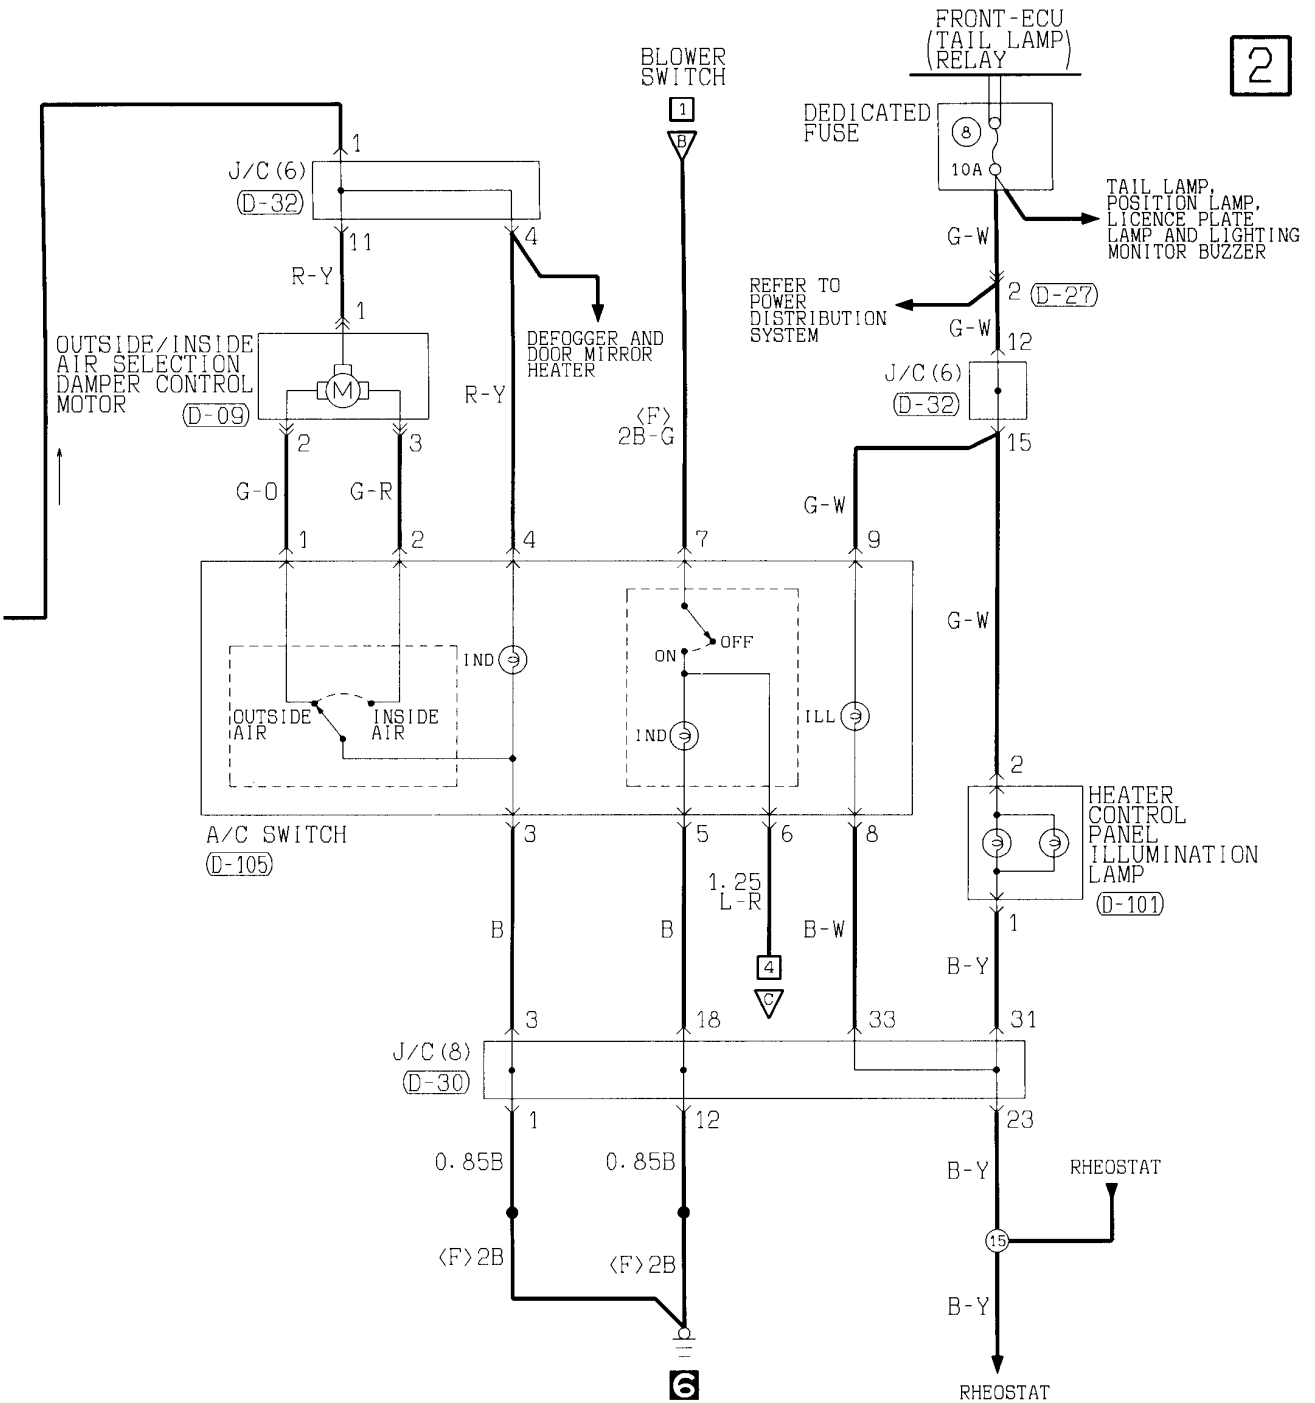 FRONT-ECU
(TAIL LAMP)
RELAY
2
BLOWER
SWITCH
1
B
DEDICATED
FUSE
8
10A
TAIL LAMP,
POSITION LAMP,
LICENCE PLATE
LAMP AND LIGHTING
MONITOR BUZZER
1
J/C(6)
D-32
11
4
R-Y
G-W
REFER TO
POWER
DISTRIBUTION
SYSTEM
2
D-27
G-W
12
1
OUTSIDE/INSIDE
AIR SELECTION
DAMPER CONTROL
MOTOR
D-09
M
DEFOGGER AND
DOOR MIRROR
HEATER
J/C(6)
D-32
R-Y
<F>
2B-G
2
3
15
G-O
G-R
G-W
1
2
4
7
9
G-W
OFF
ON
IND
OUTSIDE
AIR
INSIDE
AIR
IND
ILL
2
HEATER
CONTROL
PANEL
ILLUMINATION
LAMP
D-101
A/C SWITCH
D-105
3
5
6
8
1.25
L-R
1
B
B
B-W
B-Y
4
C
3
18
33
31
J/C(8)
D-30
1
12
23
0.85B
0.85B
B-Y
RHEOSTAT
15
<F>2B
<F>2B
B-Y
6
RHEOSTAT